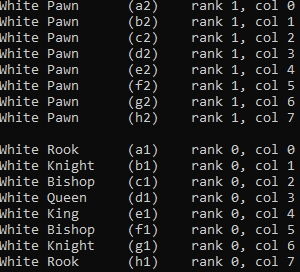 White Pawn (a2) rank 1, col 0
White Pawn (b2) rank 1, col 1
White Pawn (c2) rank 1, col 2
White Pawn (d2) rank 1, col 3
White Pawn (e2) rank 1, col 4
White Pawn (f2) rank 1, col 5
White Pawn (g2) rank 1, col 6
White Pawn (h2) rank 1, col 7
White Rook (a1) rank 0, col 0
White Knight (b1) rank 0, col 1
White Bishop (c1) rank 0, col 2
White Queen (d1) rank 0, col 3
White King (e1) rank 0, col 4
White Bishop (f1) rank 0, col 5
White Knight (g1) rank 0, col 6
White Rook (h1) rank 0, col 7